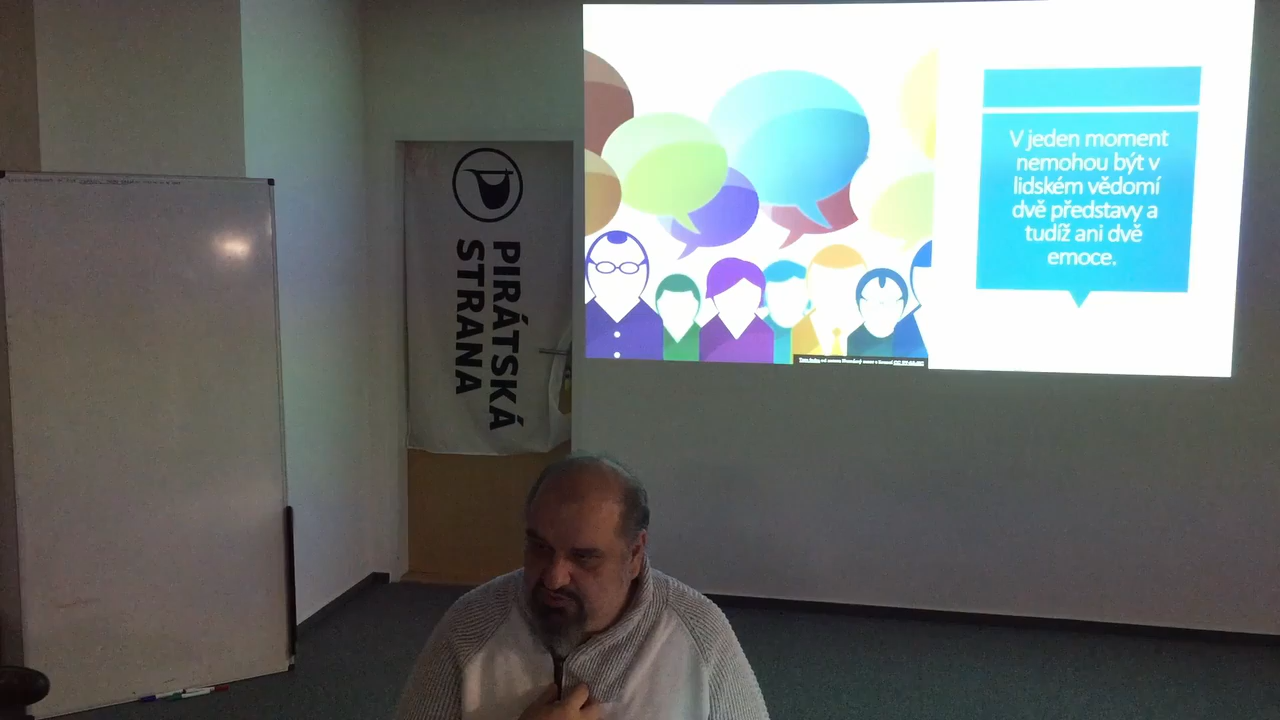 PIRÁTSKÁ
STRANA
V jeden moment
nemohou být v
lidském vědomí
dvě představy a
tudíž ani dvě
emoce.